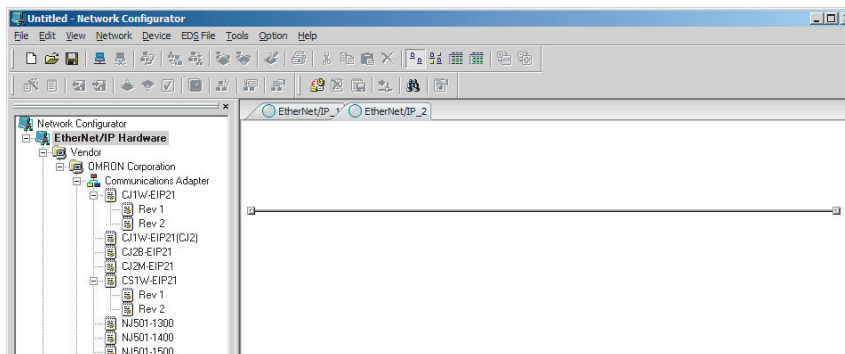 Untitled - Network Configurator
File Edit View Network Device EDS File Tools Option Help
EtherNet/IP_1 EtherNet/IP_2
Network Configurator
EtherNet/IP Hardware
Vendor
OMRON Corporation
Communications Adapter
CJ1W-EIP21
Rev 1
Rev 2
CJ1W-EIP21(CJ2)
CJ2B-EIP21
CJ2M-EIP21
CS1W-EIP21
Rev 1
Rev 2
NJ501-1300
NJ501-1400
NJ501-1500